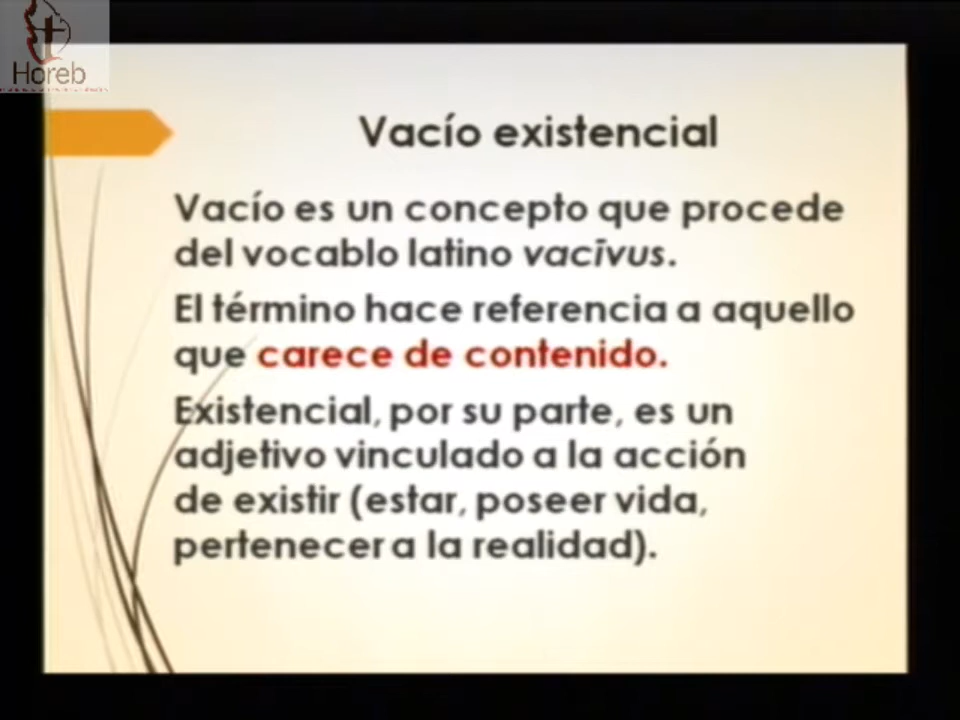 Horeb
Vacío existencial
Vacío es un concepto que procede
del vocablo latino vacīvus.
El término hace referencia a aquello
que carece de contenido.
Existencial, por su parte, es un
adjetivo vinculado a la acción
de existir (estar, poseer vida,
pertenecer a la realidad).